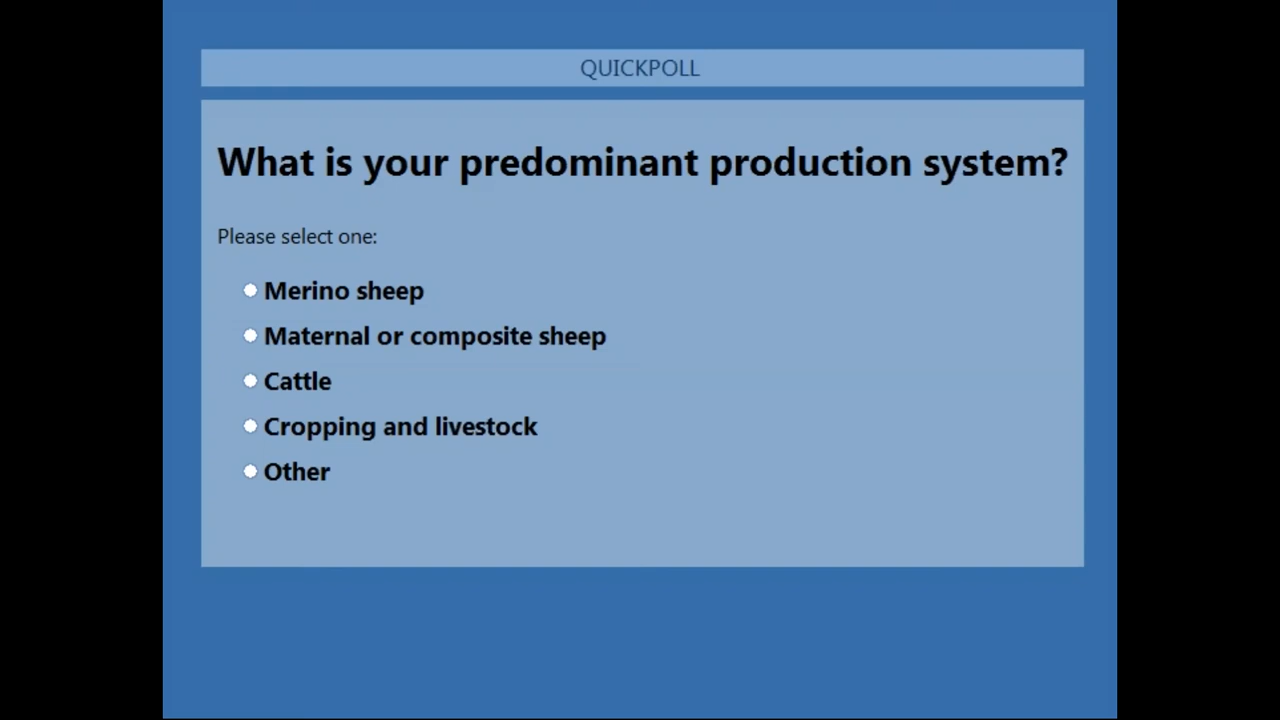 QUICKPOLL
What is your predominant production system?
Please select one:
Merino sheep
Maternal or composite sheep
Cattle
Cropping and livestock
Other